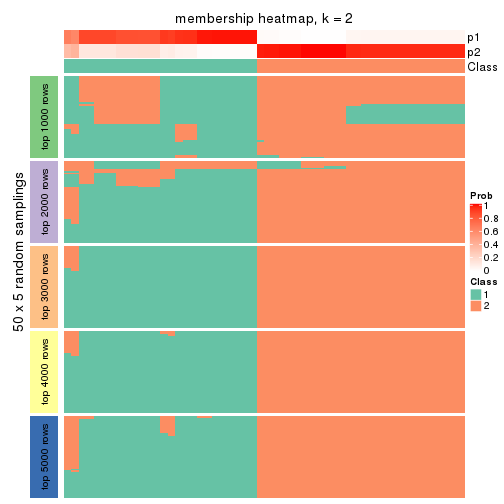 membership heatmap, k = 2
p1
p2
Class
50 x 5 random samplings
top 1000 rows
top 2000 rows
top 3000 rows
top 4000 rows
top 5000 rows
Prob
1
0.8
0.6
0.4
0.2
0
Class
1
2